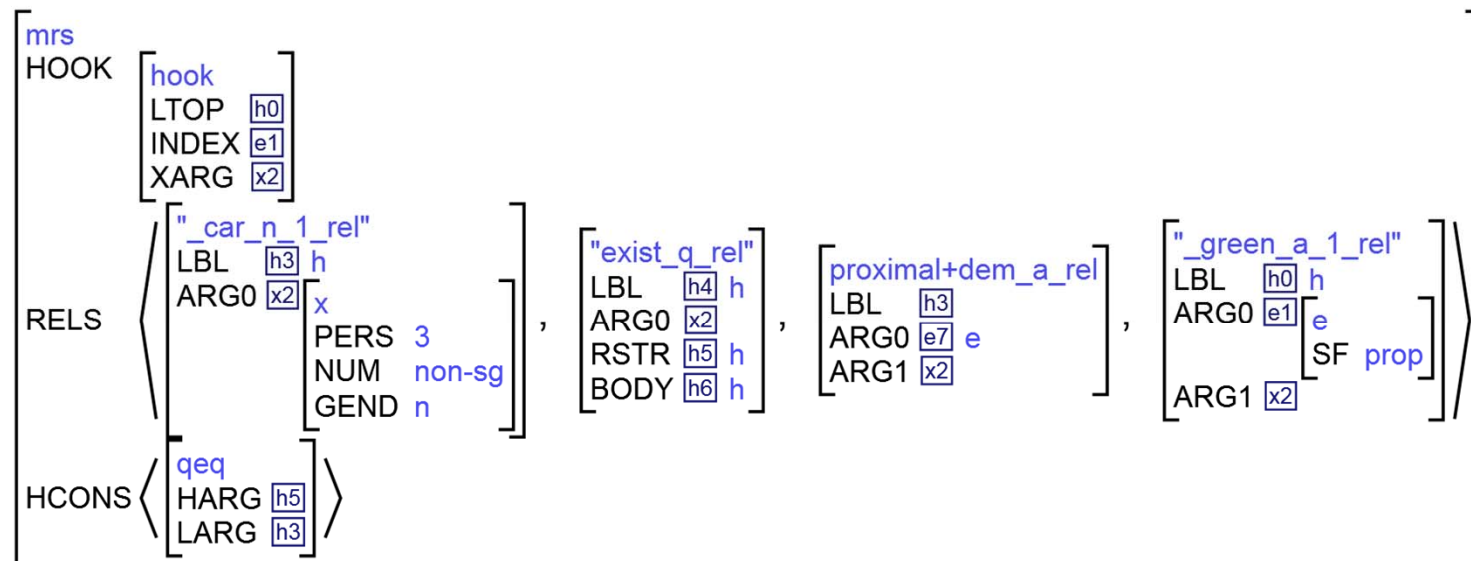 mrs
HOOK hook
LTOP h0
INDEX e1
XARG x2
RELS "_car_n_1_rel"
LBL h3 h
ARG0 x2 x
PERS 3
NUM non-sg
GEND n
,
"exist_q_rel"
LBL h4 h
ARG0 x2
RSTR h5 h
BODY h6 h
,
proximal+dem_a_rel
LBL h3
ARG0 e7 e
ARG1 x2
,
"_green_a_1_rel"
LBL h0 h
ARG0 e1 e
SF prop
ARG1 x2
HCONS qeq
HARG h5
LARG h3